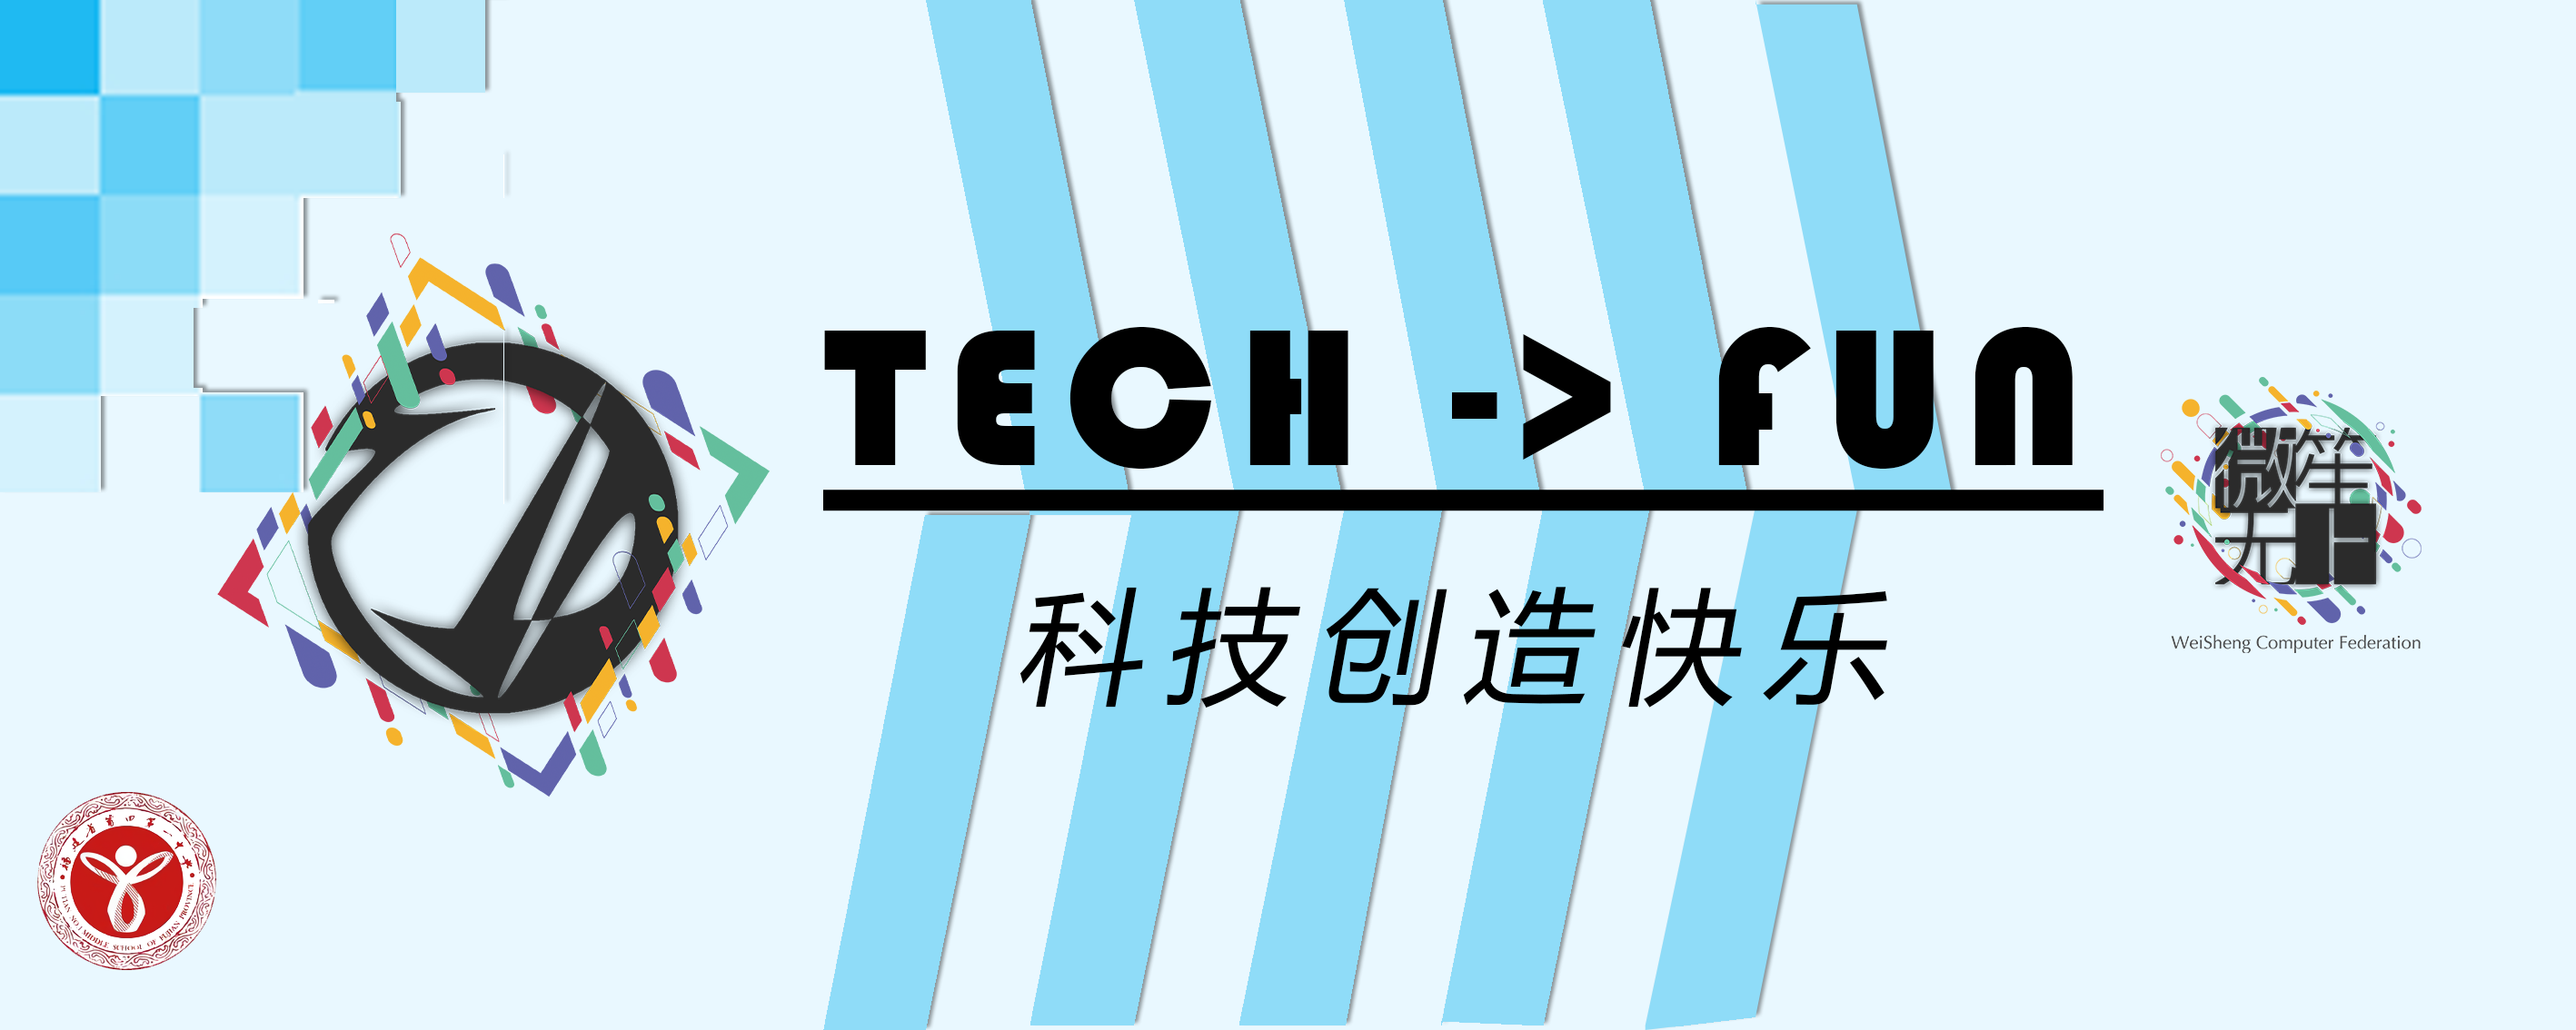 TECH -> FUN
科技创造快乐
微笙
无上
WeiSheng Computer Federation
福建省莆田第一中学
PUTIAN NO.1 MIDDLE SCHOOL OF FUJIAN PROVINCE